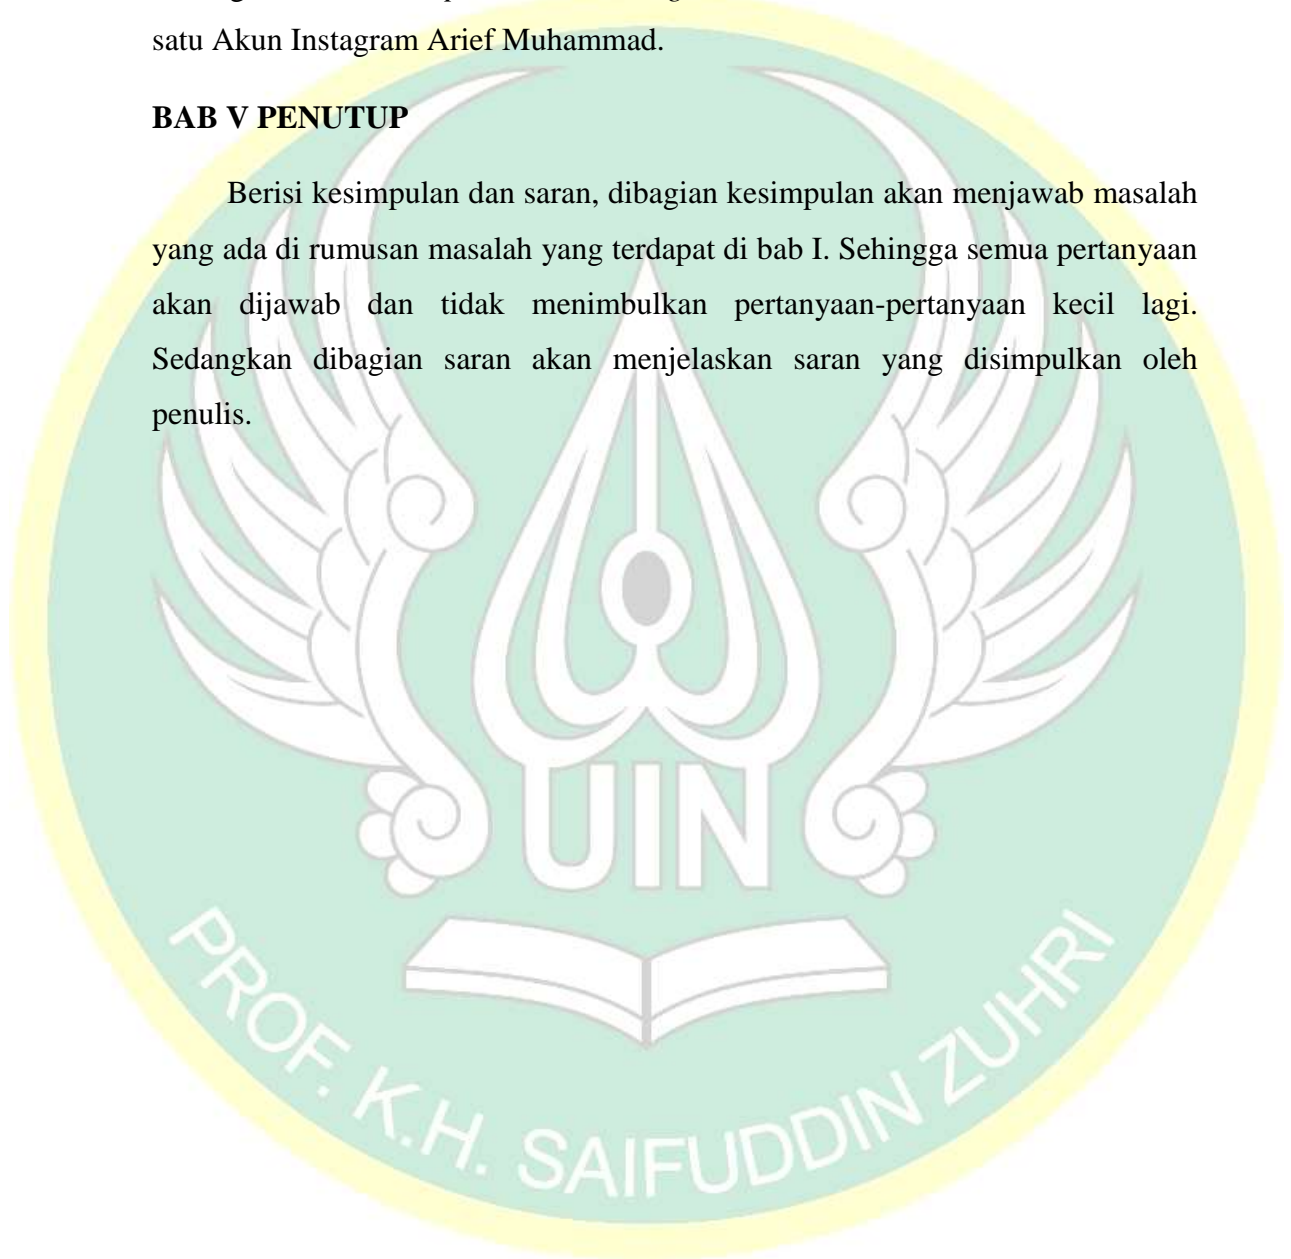 satu Akun Instagram Arief Muhammad.
BAB V PENUTUP
Berisi kesimpulan dan saran, dibagian kesimpulan akan menjawab masalah
yang ada di rumusan masalah yang terdapat di bab I. Sehingga semua pertanyaan
akan dijawab dan tidak menimbulkan pertanyaan-pertanyaan kecil lagi.
Sedangkan dibagian saran akan menjelaskan saran yang disimpulkan oleh
penulis.
UIN
PROF. K.H. SAIFUDDIN ZUHRI